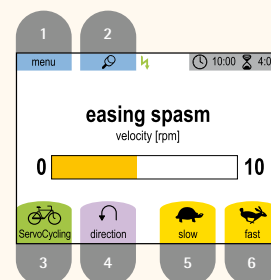 1 2
menu 10:00 4:0
easing spasm
velocity [rpm]
0 10
ServoCycling direction slow fast
3 4 5 6